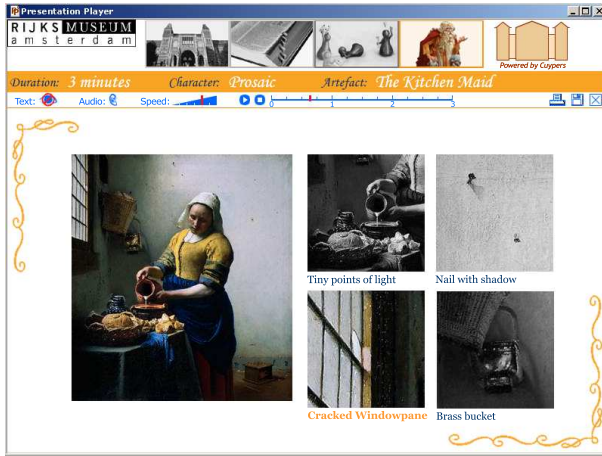 Presentation Player
RIJKS MUSEUM
amsterdam
Powered by Cuypers
Duration: 3 minutes Character: Prosaic Artefact: The Kitchen Maid
Text: Audio: Speed: 0 1 2 3
Tiny points of light Nail with shadow
Cracked Windowpane Brass bucket